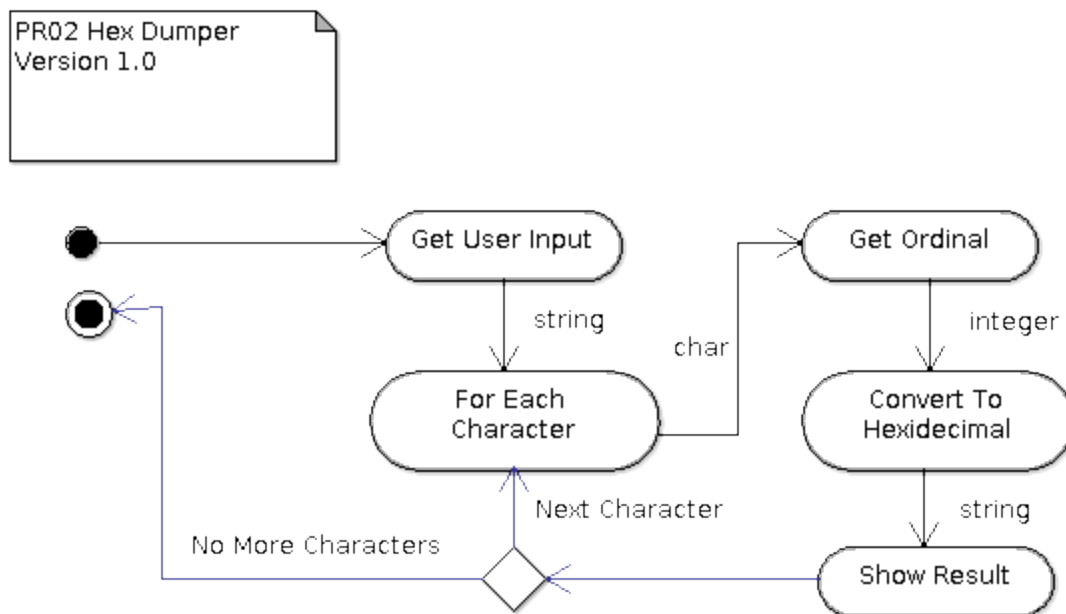 PR02 Hex Dumper
Version 1.0
Get User Input
Get Ordinal
string
integer
char
For Each
Character
Convert To
Hexidecimal
Next Character
string
No More Characters
Show Result